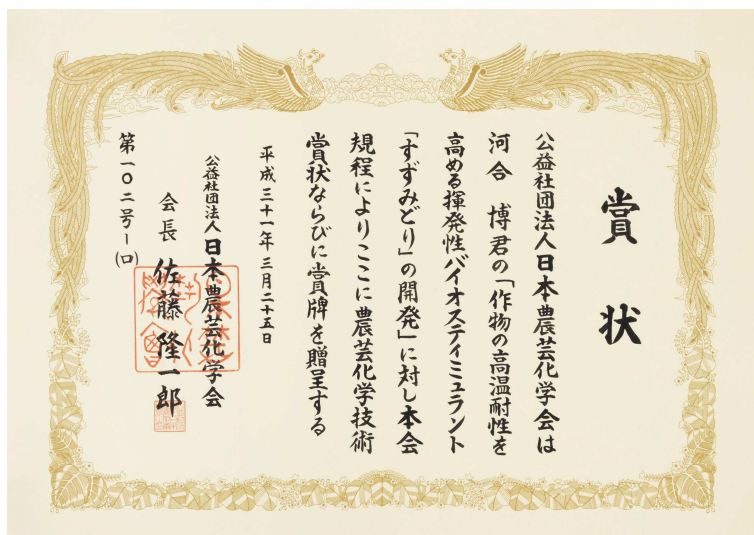 賞状
公益社団法人日本農芸化学会は
河合 博君の「作物の高温耐性を
高める揮発性バイオスティミュラント
「すずみどり」の開発」に対し本会
規程によりここに農芸化学技術
賞状ならびに賞牌を贈呈する
平成三十一年三月二十五日
公益社団法人日本農芸化学会
会長 佐藤隆一郎
第一〇二号ー(ロ)